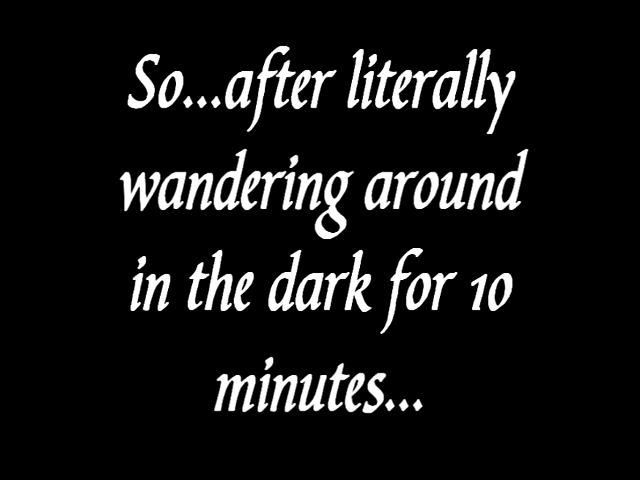 So...after literally
wandering around
in the dark for 10
minutes...